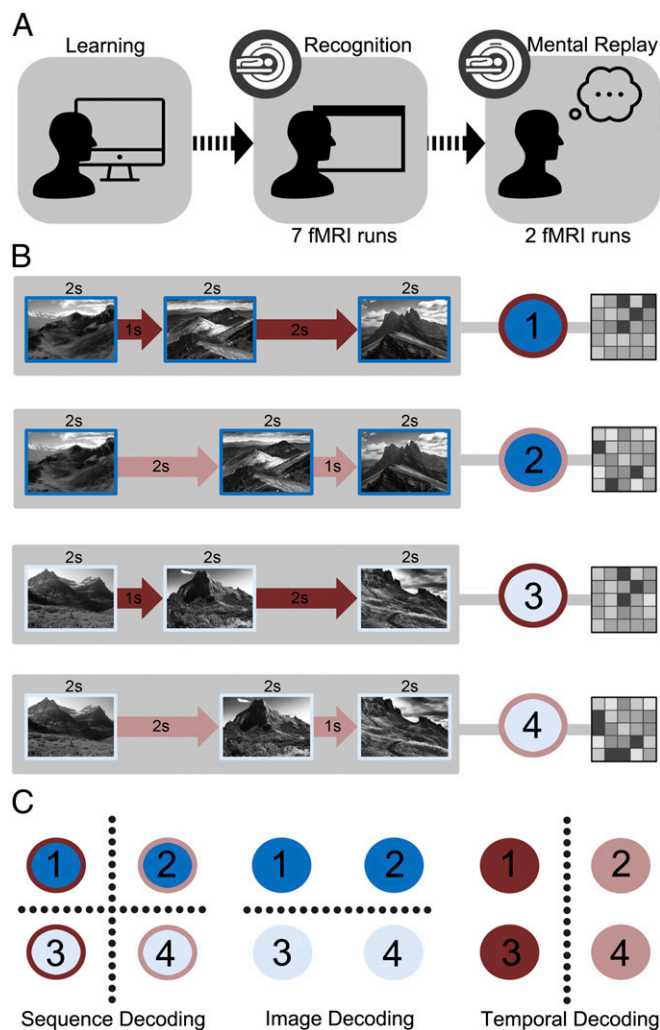 A
Learning
Recognition
Mental Replay
7 fMRI runs
2 fMRI runs
B
2s 2s 2s
1s 2s
1
2s 2s 2s
2s 1s
2
2s 2s 2s
1s 2s
3
2s 2s 2s
2s 1s
4
C
1 2 1 2 1 2
3 4 3 4 3 4
Sequence Decoding Image Decoding Temporal Decoding